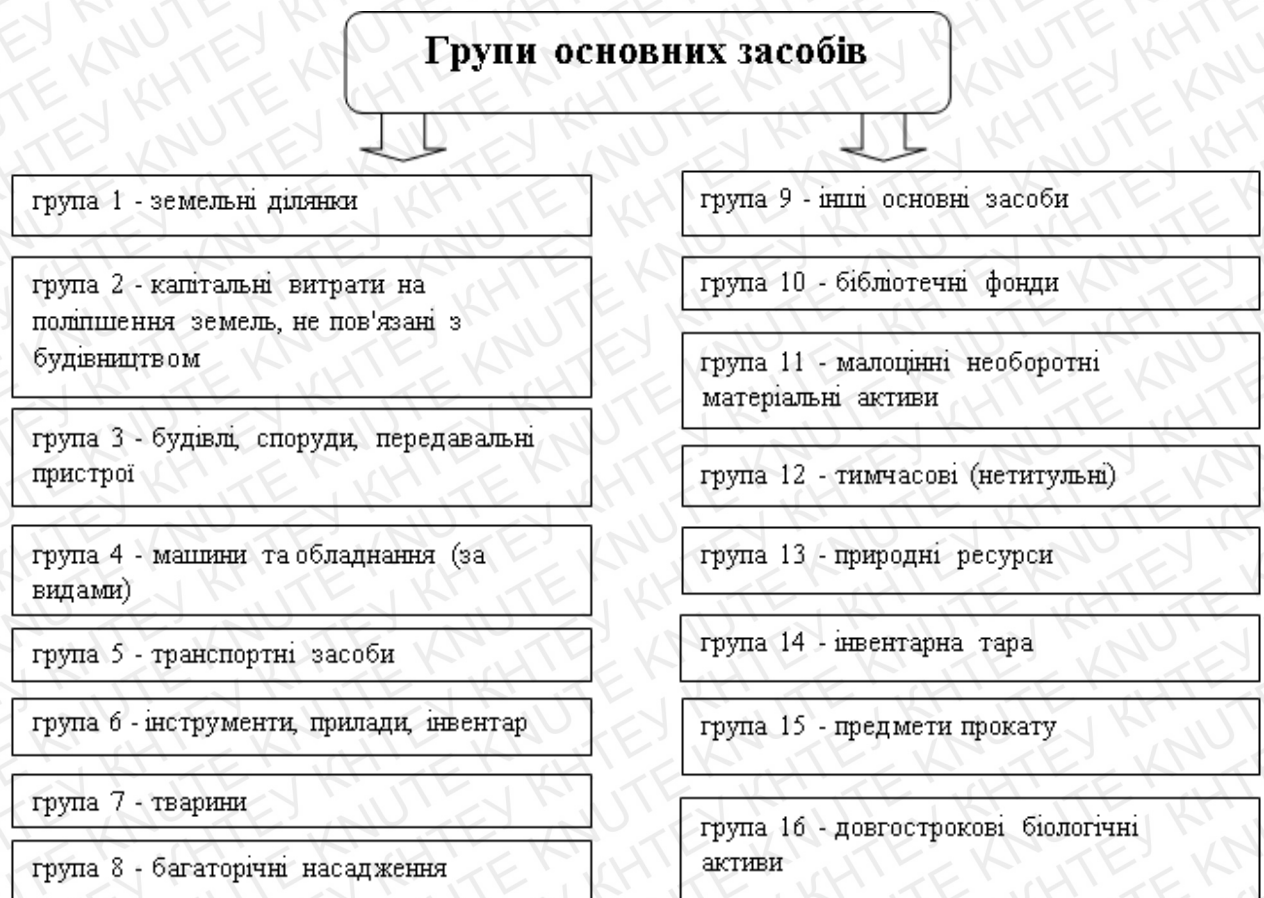 Групи основних засобів
група 1 - земельні ділянки
група 2 - капітальні витрати на
поліпшення земель, не пов'язані з
будівництвом
група 3 - будівлі, споруди, передавальні
пристрої
група 4 - машини та обладнання (за
видами)
група 5 - транспортні засоби
група 6 - інструменти, прилади, інвентар
група 7 - тварини
група 8 - багаторічні насадження
група 9 - інші основні засоби
група 10 - бібліотечні фонди
група 11 - малоцінні необоротні
матеріальні активи
група 12 - тимчасові (нетитульні)
група 13 - природні ресурси
група 14 - інвентарна тара
група 15 - предмети прокату
група 16 - довгострокові біологічні
активи